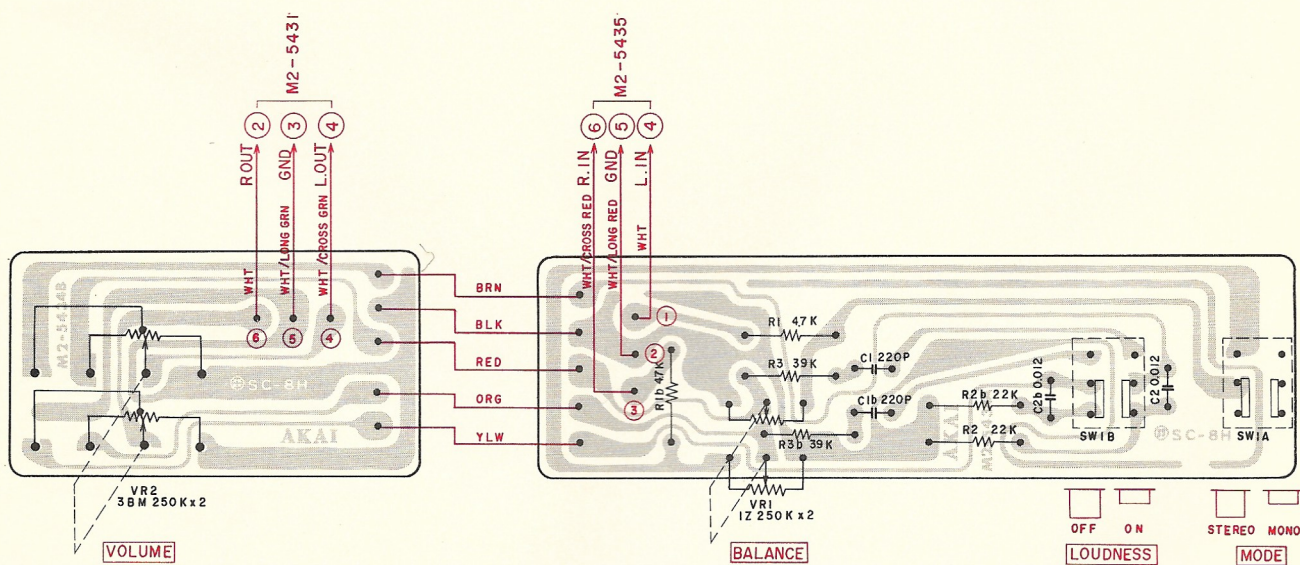 M2-5431
2 3 4
R OUT
GND
L.OUT
WHT
WHT/LONG GRN
WHT/CROSS GRN
6 5 4
M2-5435
6 5 4
R.IN
GND
L.IN
WHT/CROSS RED
WHT/LONG RED
WHT
1
2
3
BRN
BLK
RED
ORG
YLW
SC-8H
AKAI
VR2
3BM 250K x 2
VOLUME
R1 4.7K
R3 39K
R1b 47K
C1 220P
C1b 220P
R3b 39K
VR1
1Z 250K x 2
BALANCE
R2b 22K
R2 22K
AKAI
C2b 0.012
C2 0.012
SW1B
SC-8H
SW1A
OFF ON
LOUDNESS
STEREO MONO
MODE